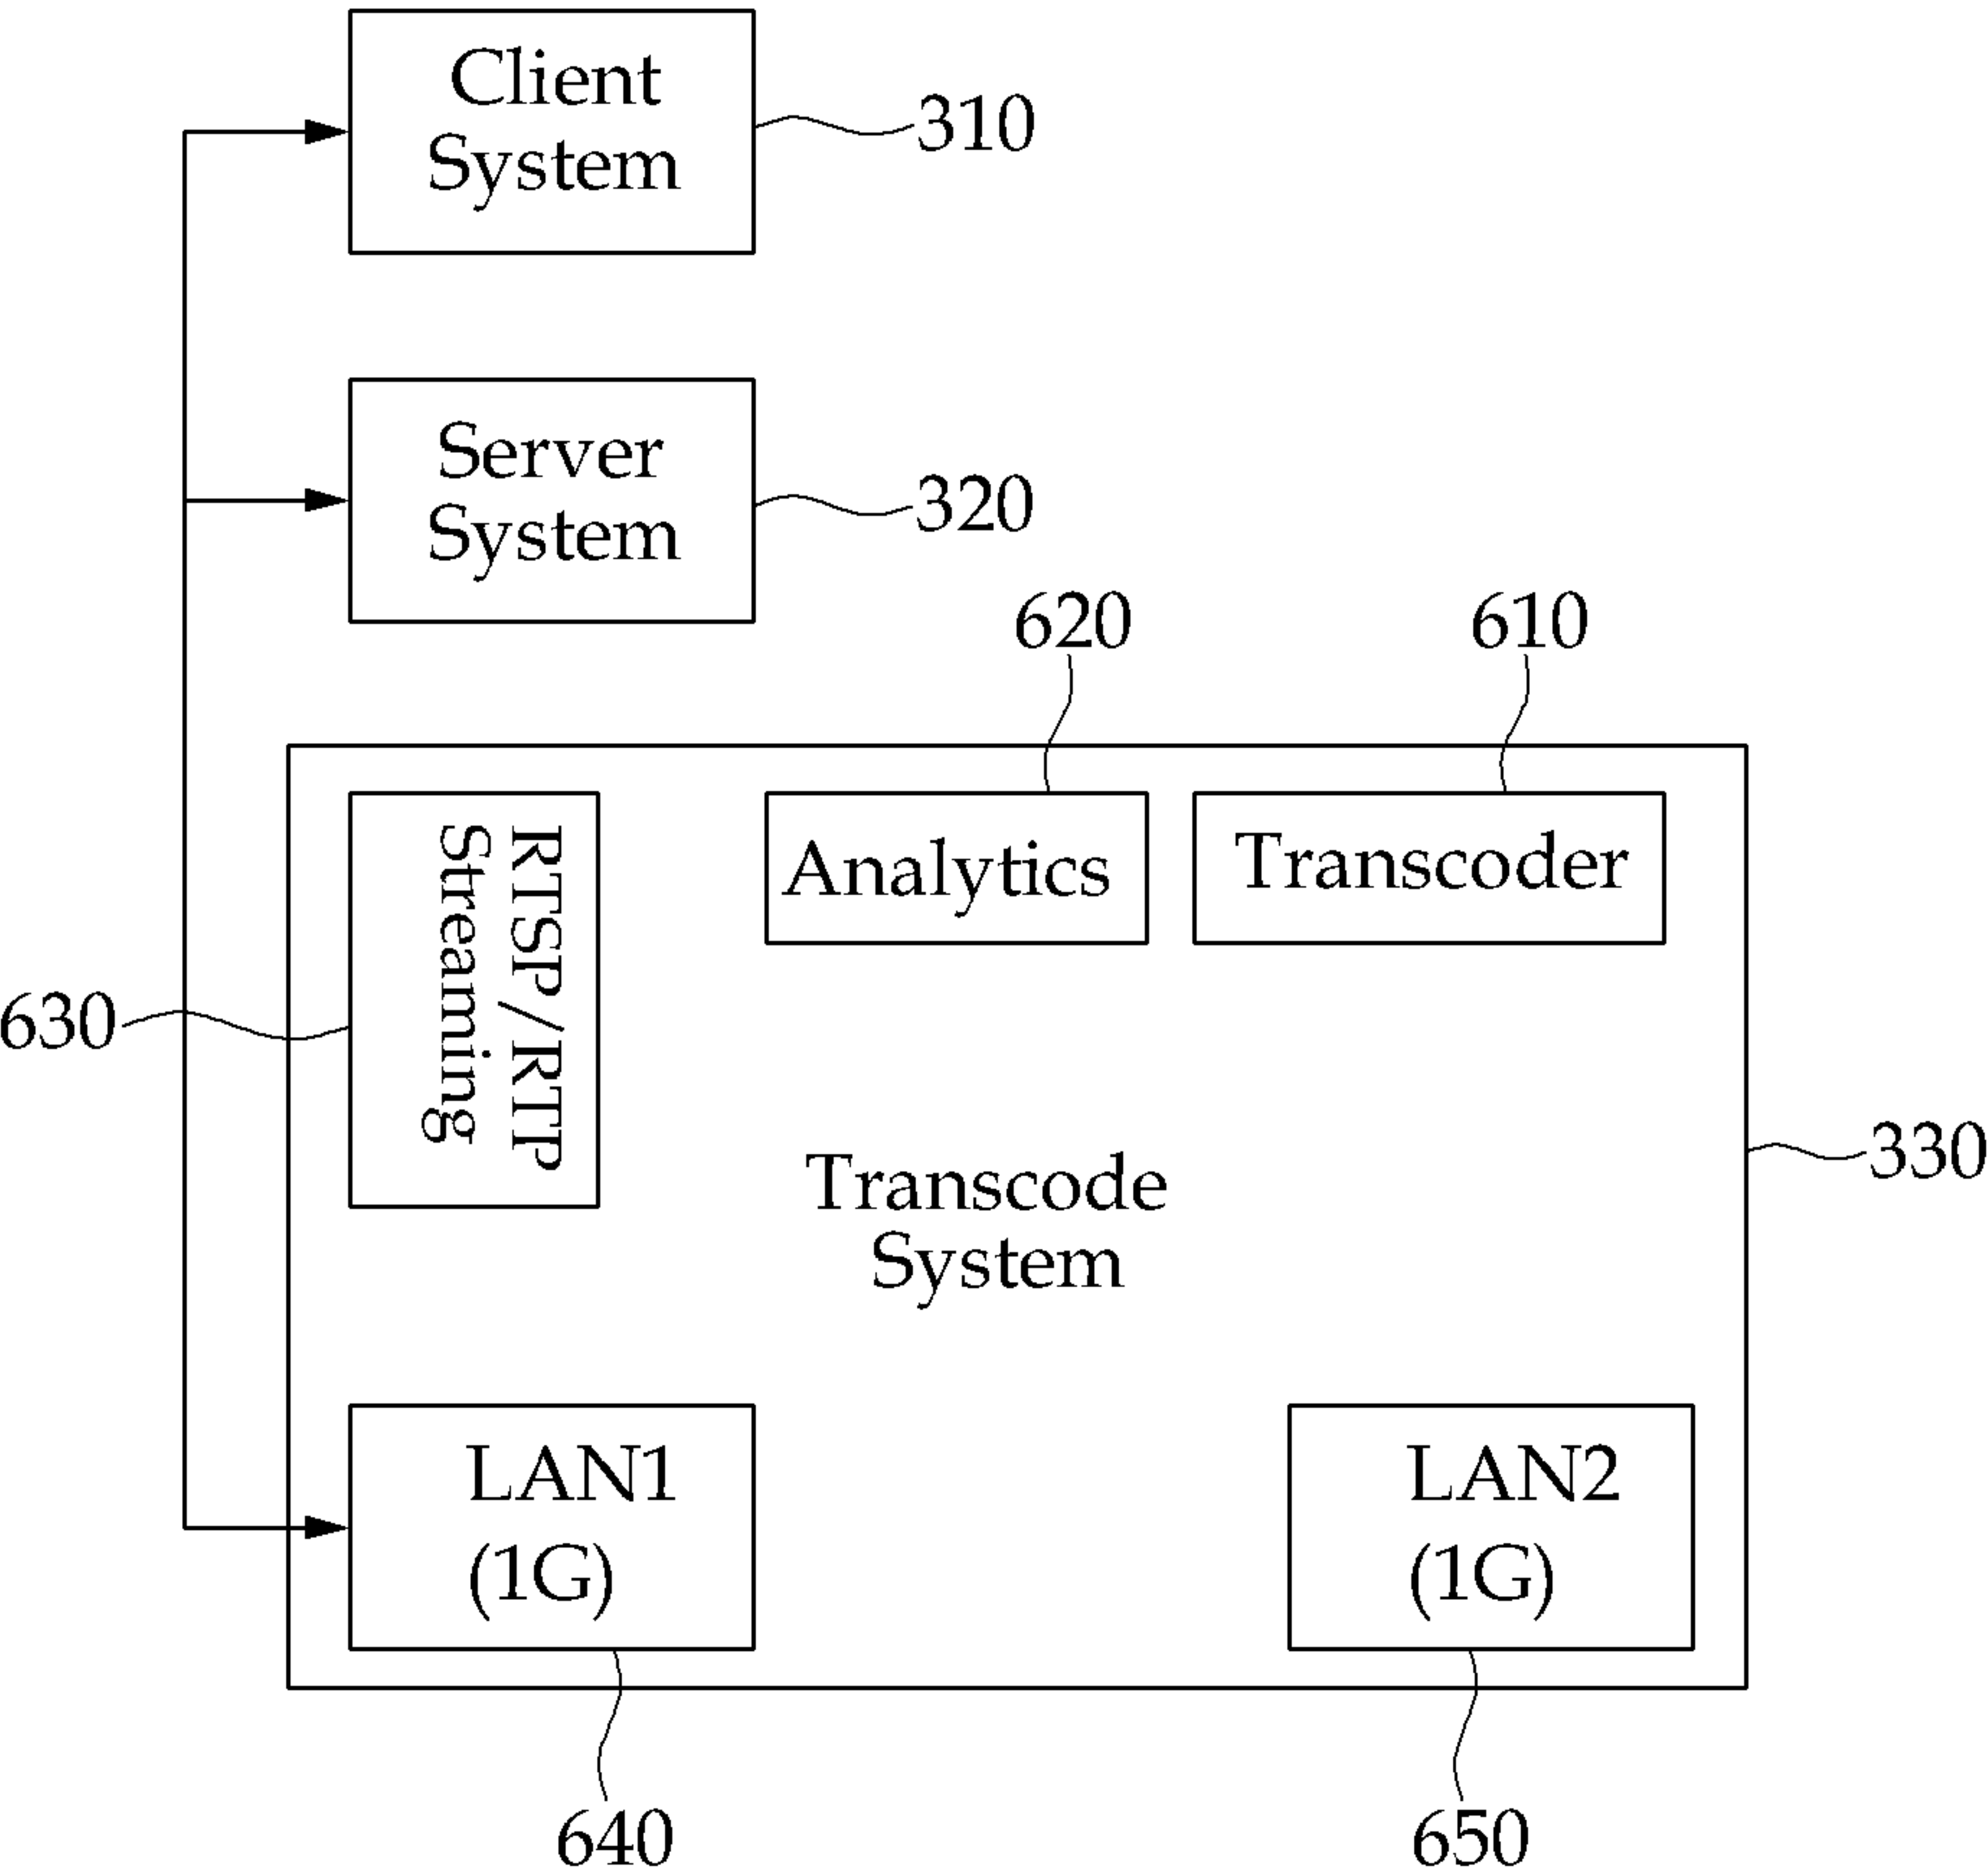 Client
System
310
Server
System
320
620
610
RTSP/RTP
Streaming
Analytics
Transcoder
630
Transcode
System
330
LAN1
(1G)
LAN2
(1G)
640
650